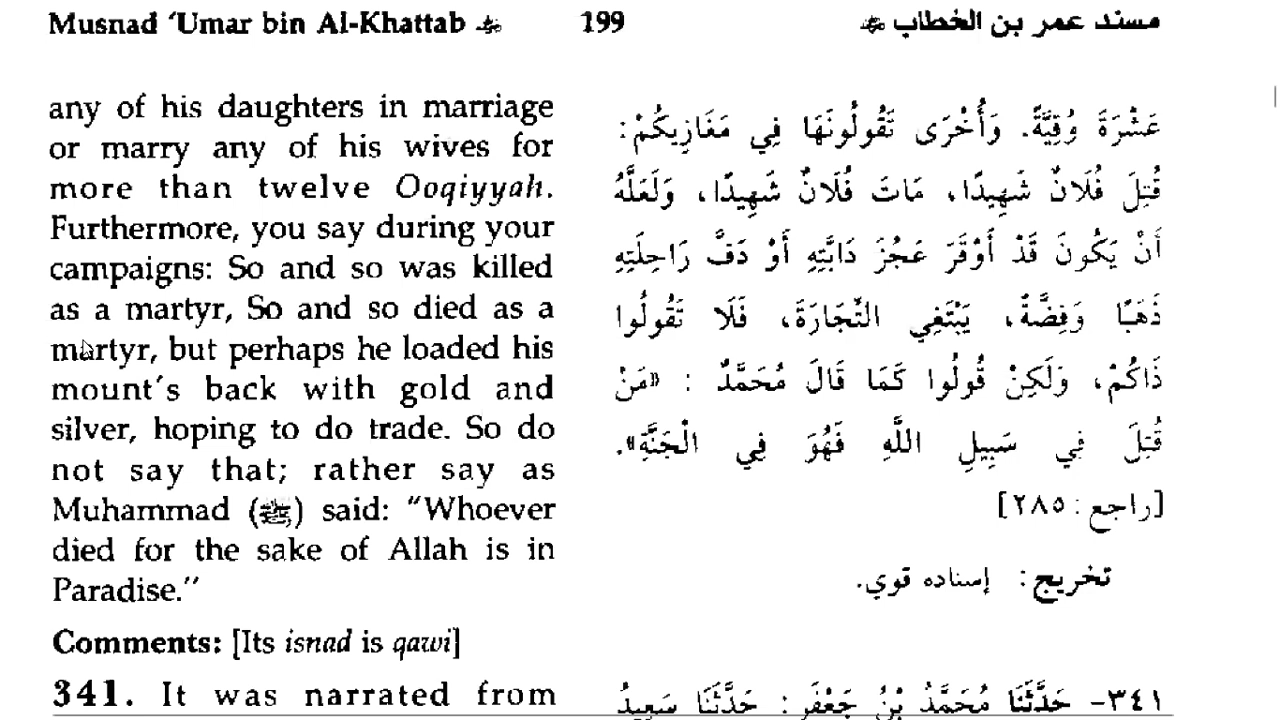 Musnad 'Umar bin Al-Khattab ﷁ 199 مسند عمر بن الخطاب
any of his daughters in marriage
or marry any of his wives for
more than twelve Ooqiyyah.
Furthermore, you say during your
campaigns: So and so was killed
as a martyr, So and so died as a
martyr, but perhaps he loaded his
mount's back with gold and
silver, hoping to do trade. So do
not say that; rather say as
Muhammad (ﷺ) said: "Whoever
died for the sake of Allah is in
Paradise."
Comments: [Its isnad is qawi]
341. It was narrated from
عَشْرَةَ وُقِيَّةً. وَأُخْرَى تَقُولُونَهَا فِي مَغَازِيكُمْ:
قُتِلَ فُلَانٌ شَهِيدًا، مَاتَ فُلَانٌ شَهِيدًا، وَلَعَلَّهُ
أَنْ يَكُونَ قَدْ أَوْقَرَ عَجُزَ دَابَّتِهِ أَوْ دَفَّ رَاحِلَتِهِ
ذَهَبًا وَفِضَّةً، يَبْتَغِي التِّجَارَةَ، فَلَا تَقُولُوا
ذَاكُمْ، وَلَكِنْ قُولُوا كَمَا قَالَ مُحَمَّدٌ : «مَنْ
قُتِلَ فِي سَبِيلِ اللَّهِ فَهُوَ فِي الْجَنَّةِ».
[راجع: ٢٨٥]
تخريج: إسناده قوي.
٣٤١- حَدَّثَنَا مُحَمَّدُ بْنُ جَعْفَرٍ: حَدَّثَنَا سَعِيدُ